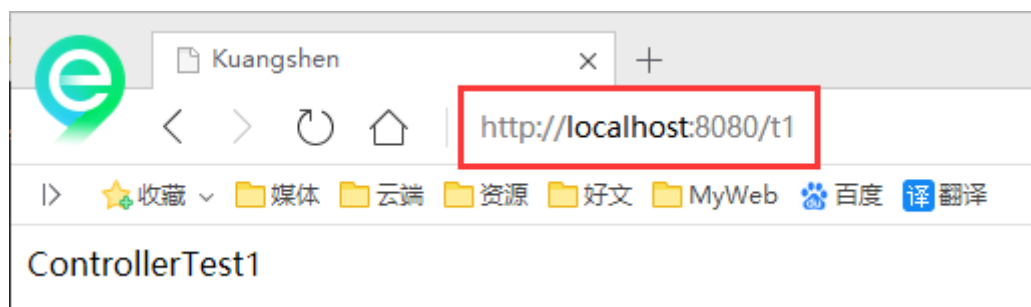 Kuangshen
http://localhost:8080/t1
收藏 媒体 云端 资源 好文 MyWeb du 百度 译 翻译
ControllerTest1